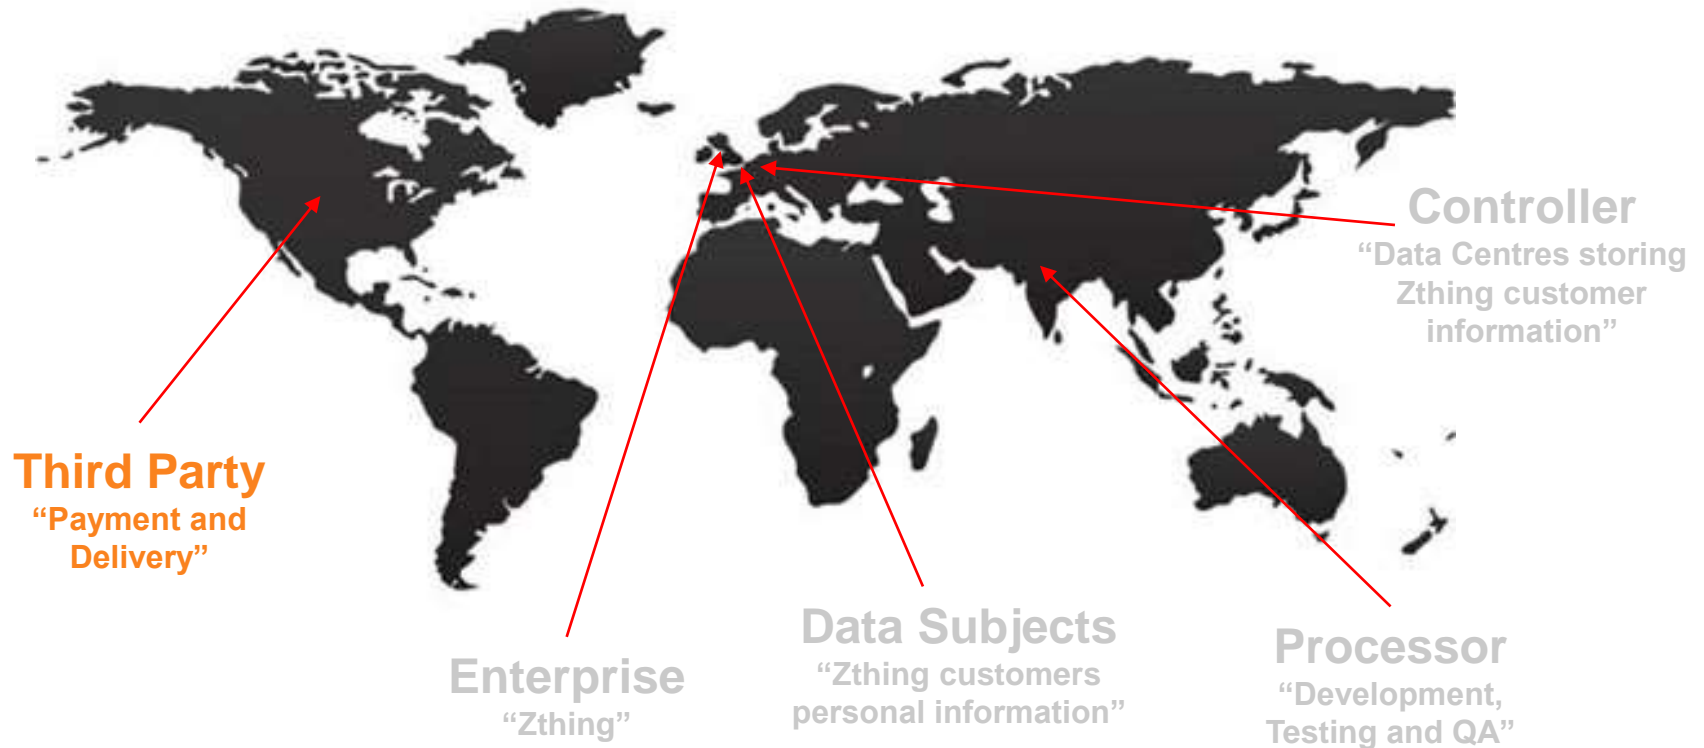 Controller
“Data Centres storing
Zthing customer
information”
Third Party
“Payment and
Delivery”
Enterprise
“Zthing”
Data Subjects
“Zthing customers
personal information”
Processor
“Development,
Testing and QA”